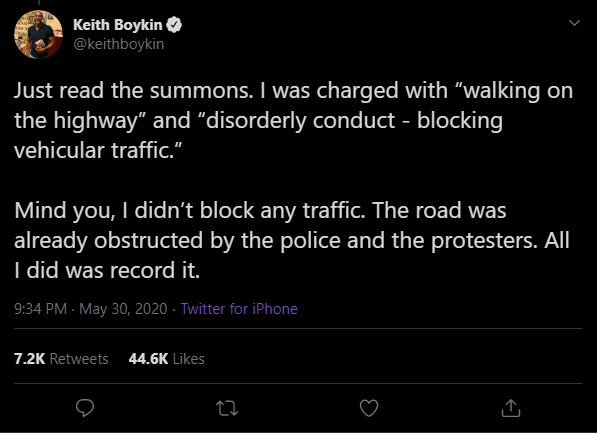 Keith Boykin
@keithboykin
Just read the summons. I was charged with “walking on
the highway” and “disorderly conduct - blocking
vehicular traffic.”
Mind you, I didn’t block any traffic. The road was
already obstructed by the police and the protesters. All
I did was record it.
9:34 PM · May 30, 2020 · Twitter for iPhone
7.2K Retweets 44.6K Likes